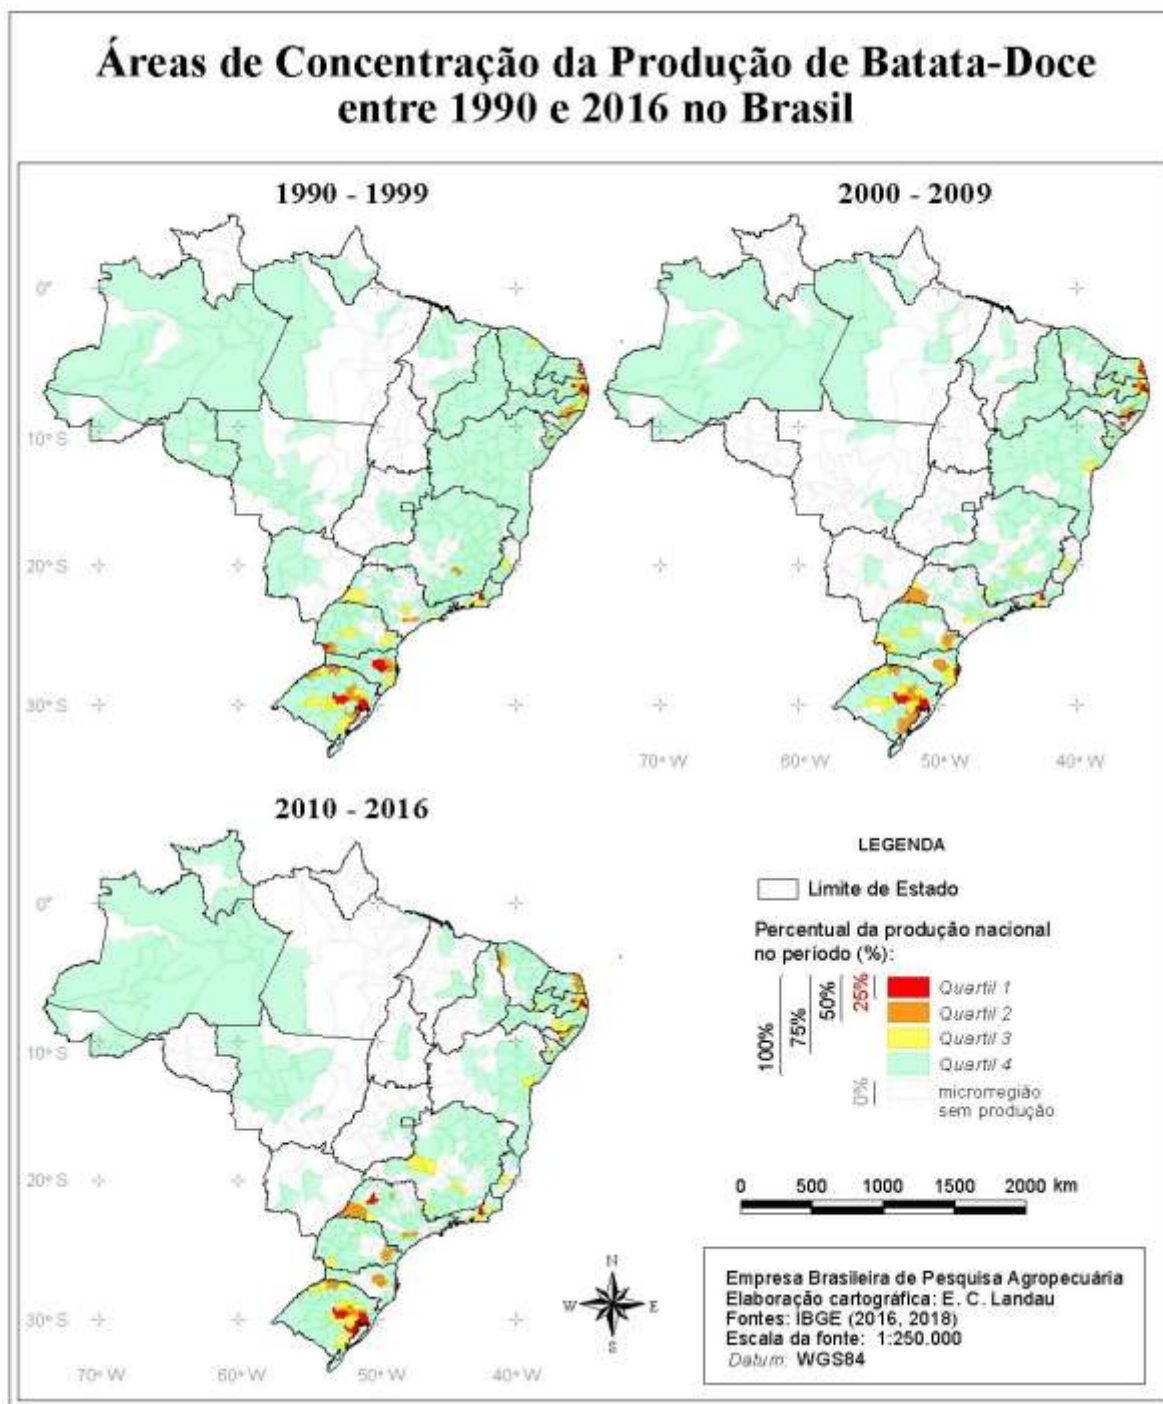 Áreas de Concentração da Produção de Batata-Doce
entre 1990 e 2016 no Brasil
1990 - 1999
2000 - 2009
0°
10° S
20° S
30° S
70° W
60° W
50° W
40° W
2010 - 2016
0°
10° S
20° S
30° S
70° W
60° W
50° W
40° W
LEGENDA
Limite de Estado
Percentual da produção nacional
no período (%):
100%
75%
50%
25%
Quartil 1
Quartil 2
Quartil 3
Quartil 4
0%
microrregião
sem produção
0 500 1000 1500 2000 km
N
W E
S
Empresa Brasileira de Pesquisa Agropecuária
Elaboração cartográfica: E. C. Landau
Fontes: IBGE (2016, 2018)
Escala da fonte: 1:250.000
Datum: WGS84